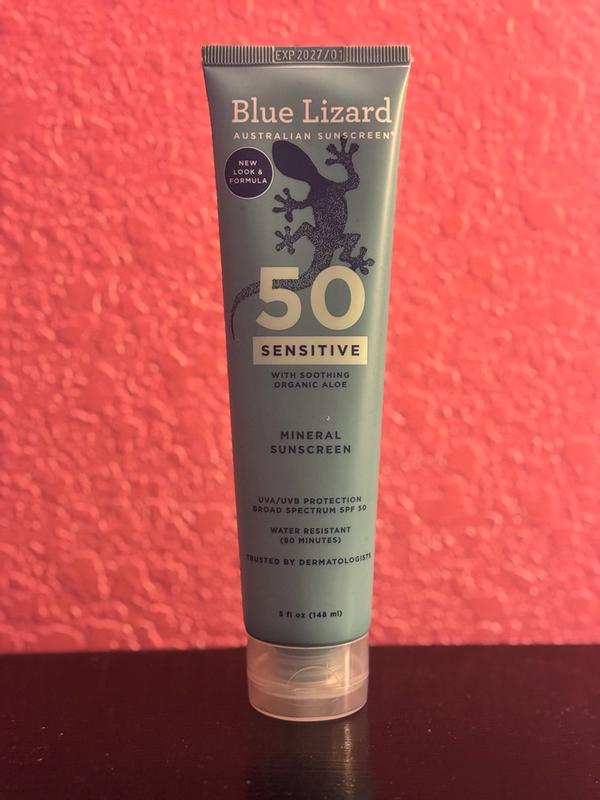 EXP 2027/01
Blue Lizard
AUSTRALIAN SUNSCREEN®
NEW
LOOK &
FORMULA
50
SENSITIVE
WITH SOOTHING
ORGANIC ALOE
MINERAL
SUNSCREEN
UVA/UVB PROTECTION
BROAD SPECTRUM SPF 50
WATER RESISTANT
(80 MINUTES)
TRUSTED BY DERMATOLOGISTS
5 fl oz (148 ml)